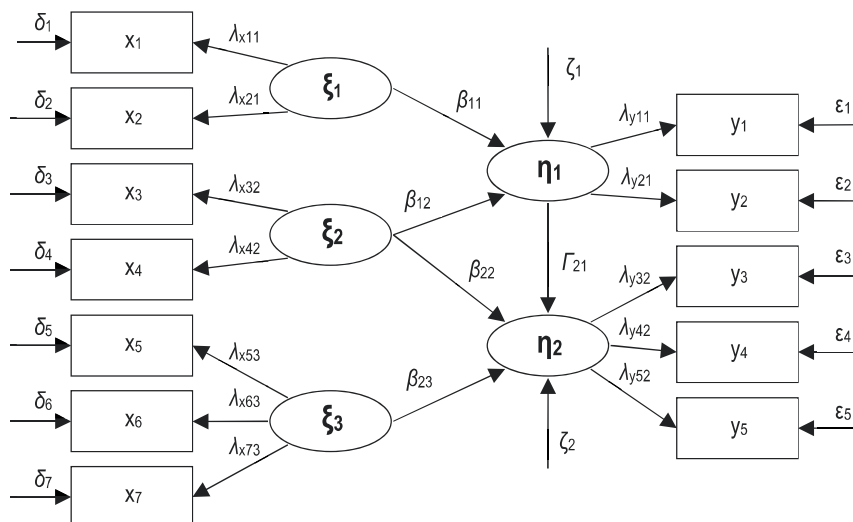 δ1 x1 λx11
δ2 x2 λx21
δ3 x3 λx32
δ4 x4 λx42
δ5 x5 λx53
δ6 x6 λx63
δ7 x7 λx73
ξ1
ξ2
ξ3
β11
β12
β22
β23
ζ1
η1
Γ21
η2
ζ2
λy11 y1 ε1
λy21 y2 ε2
λy32 y3 ε3
λy42 y4 ε4
λy52 y5 ε5